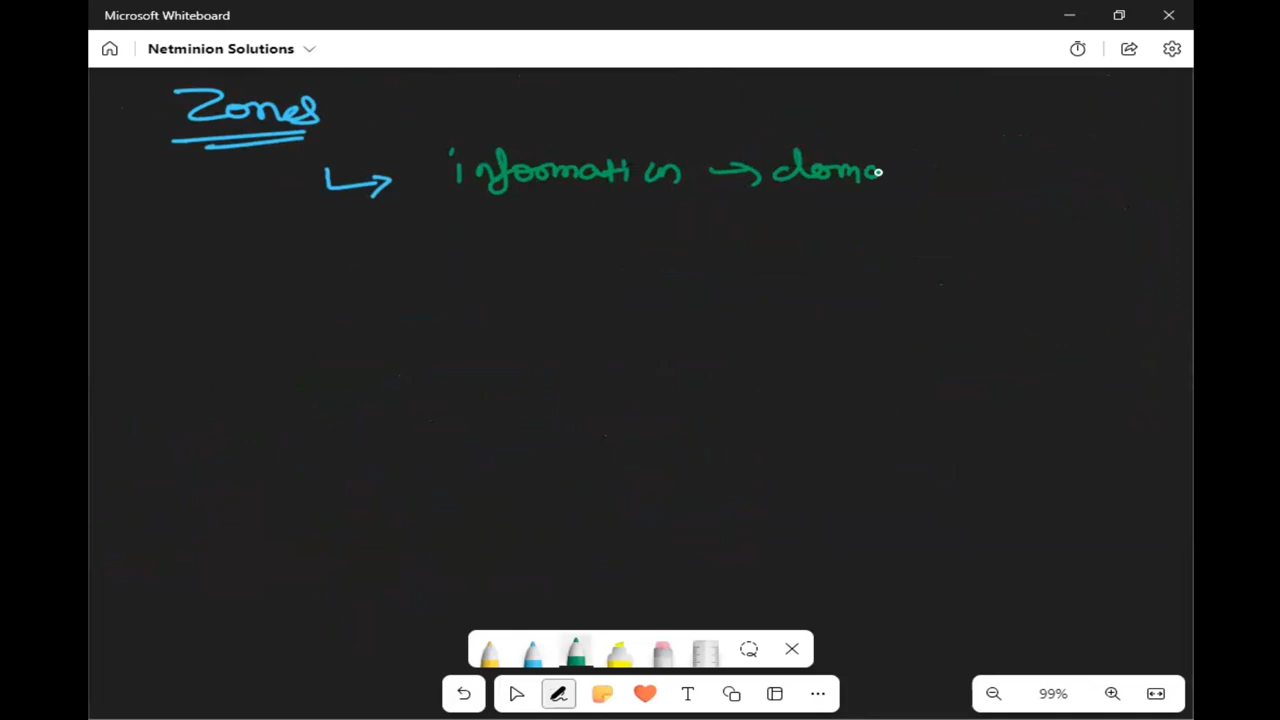 Microsoft Whiteboard
Netminion Solutions
Zones
information → doma
99%